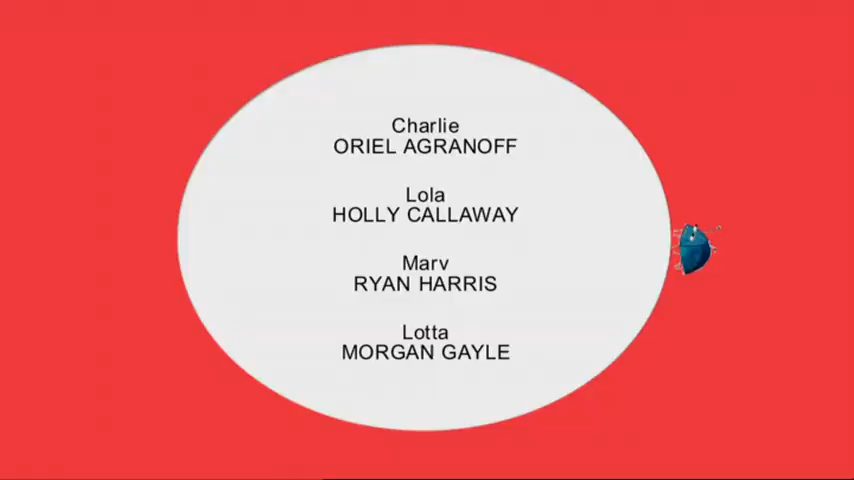 Charlie
ORIEL AGRANOFF
Lola
HOLLY CALLAWAY
Marv
RYAN HARRIS
Lotta
MORGAN GAYLE